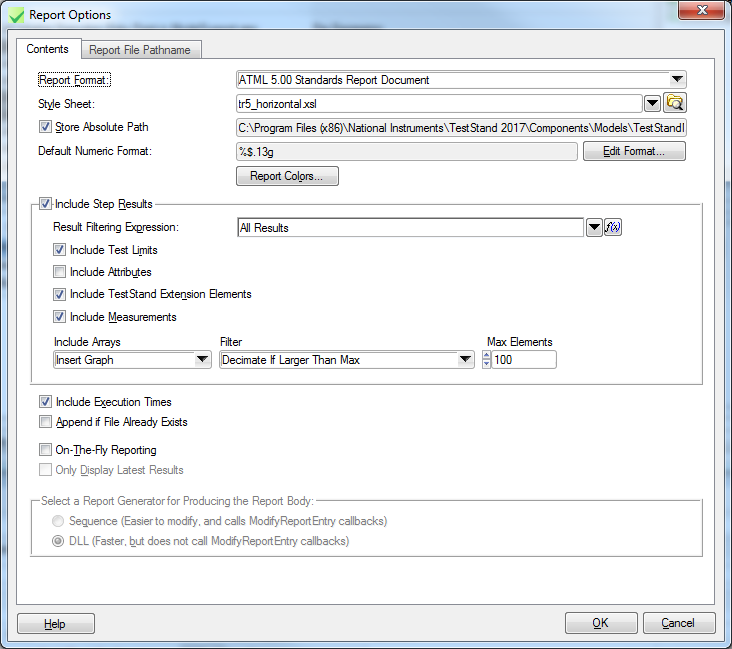 Report Options
Contents
Report File Pathname
Report Format:
ATML 5.00 Standards Report Document
Style Sheet:
tr5_horizontal.xsl
Store Absolute Path
C:\Program Files (x86)\National Instruments\TestStand 2017\Components\Models\TestStandI
Default Numeric Format:
%$.13g
Edit Format...
Report Colors...
Include Step Results
Result Filtering Expression:
All Results
f(x)
Include Test Limits
Include Attributes
Include TestStand Extension Elements
Include Measurements
Include Arrays
Filter
Max Elements
Insert Graph
Decimate If Larger Than Max
100
Include Execution Times
Append if File Already Exists
On-The-Fly Reporting
Only Display Latest Results
Select a Report Generator for Producing the Report Body:
Sequence (Easier to modify, and calls ModifyReportEntry callbacks)
DLL (Faster, but does not call ModifyReportEntry callbacks)
Help
OK
Cancel